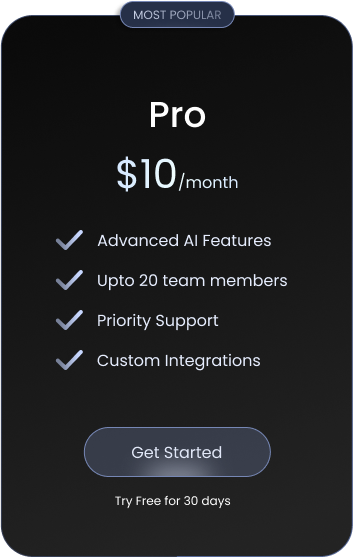 MOST POPULAR
Pro
$10/month
Advanced AI Features
Upto 20 team members
Priority Support
Custom Integrations
Get Started
Try Free for 30 days